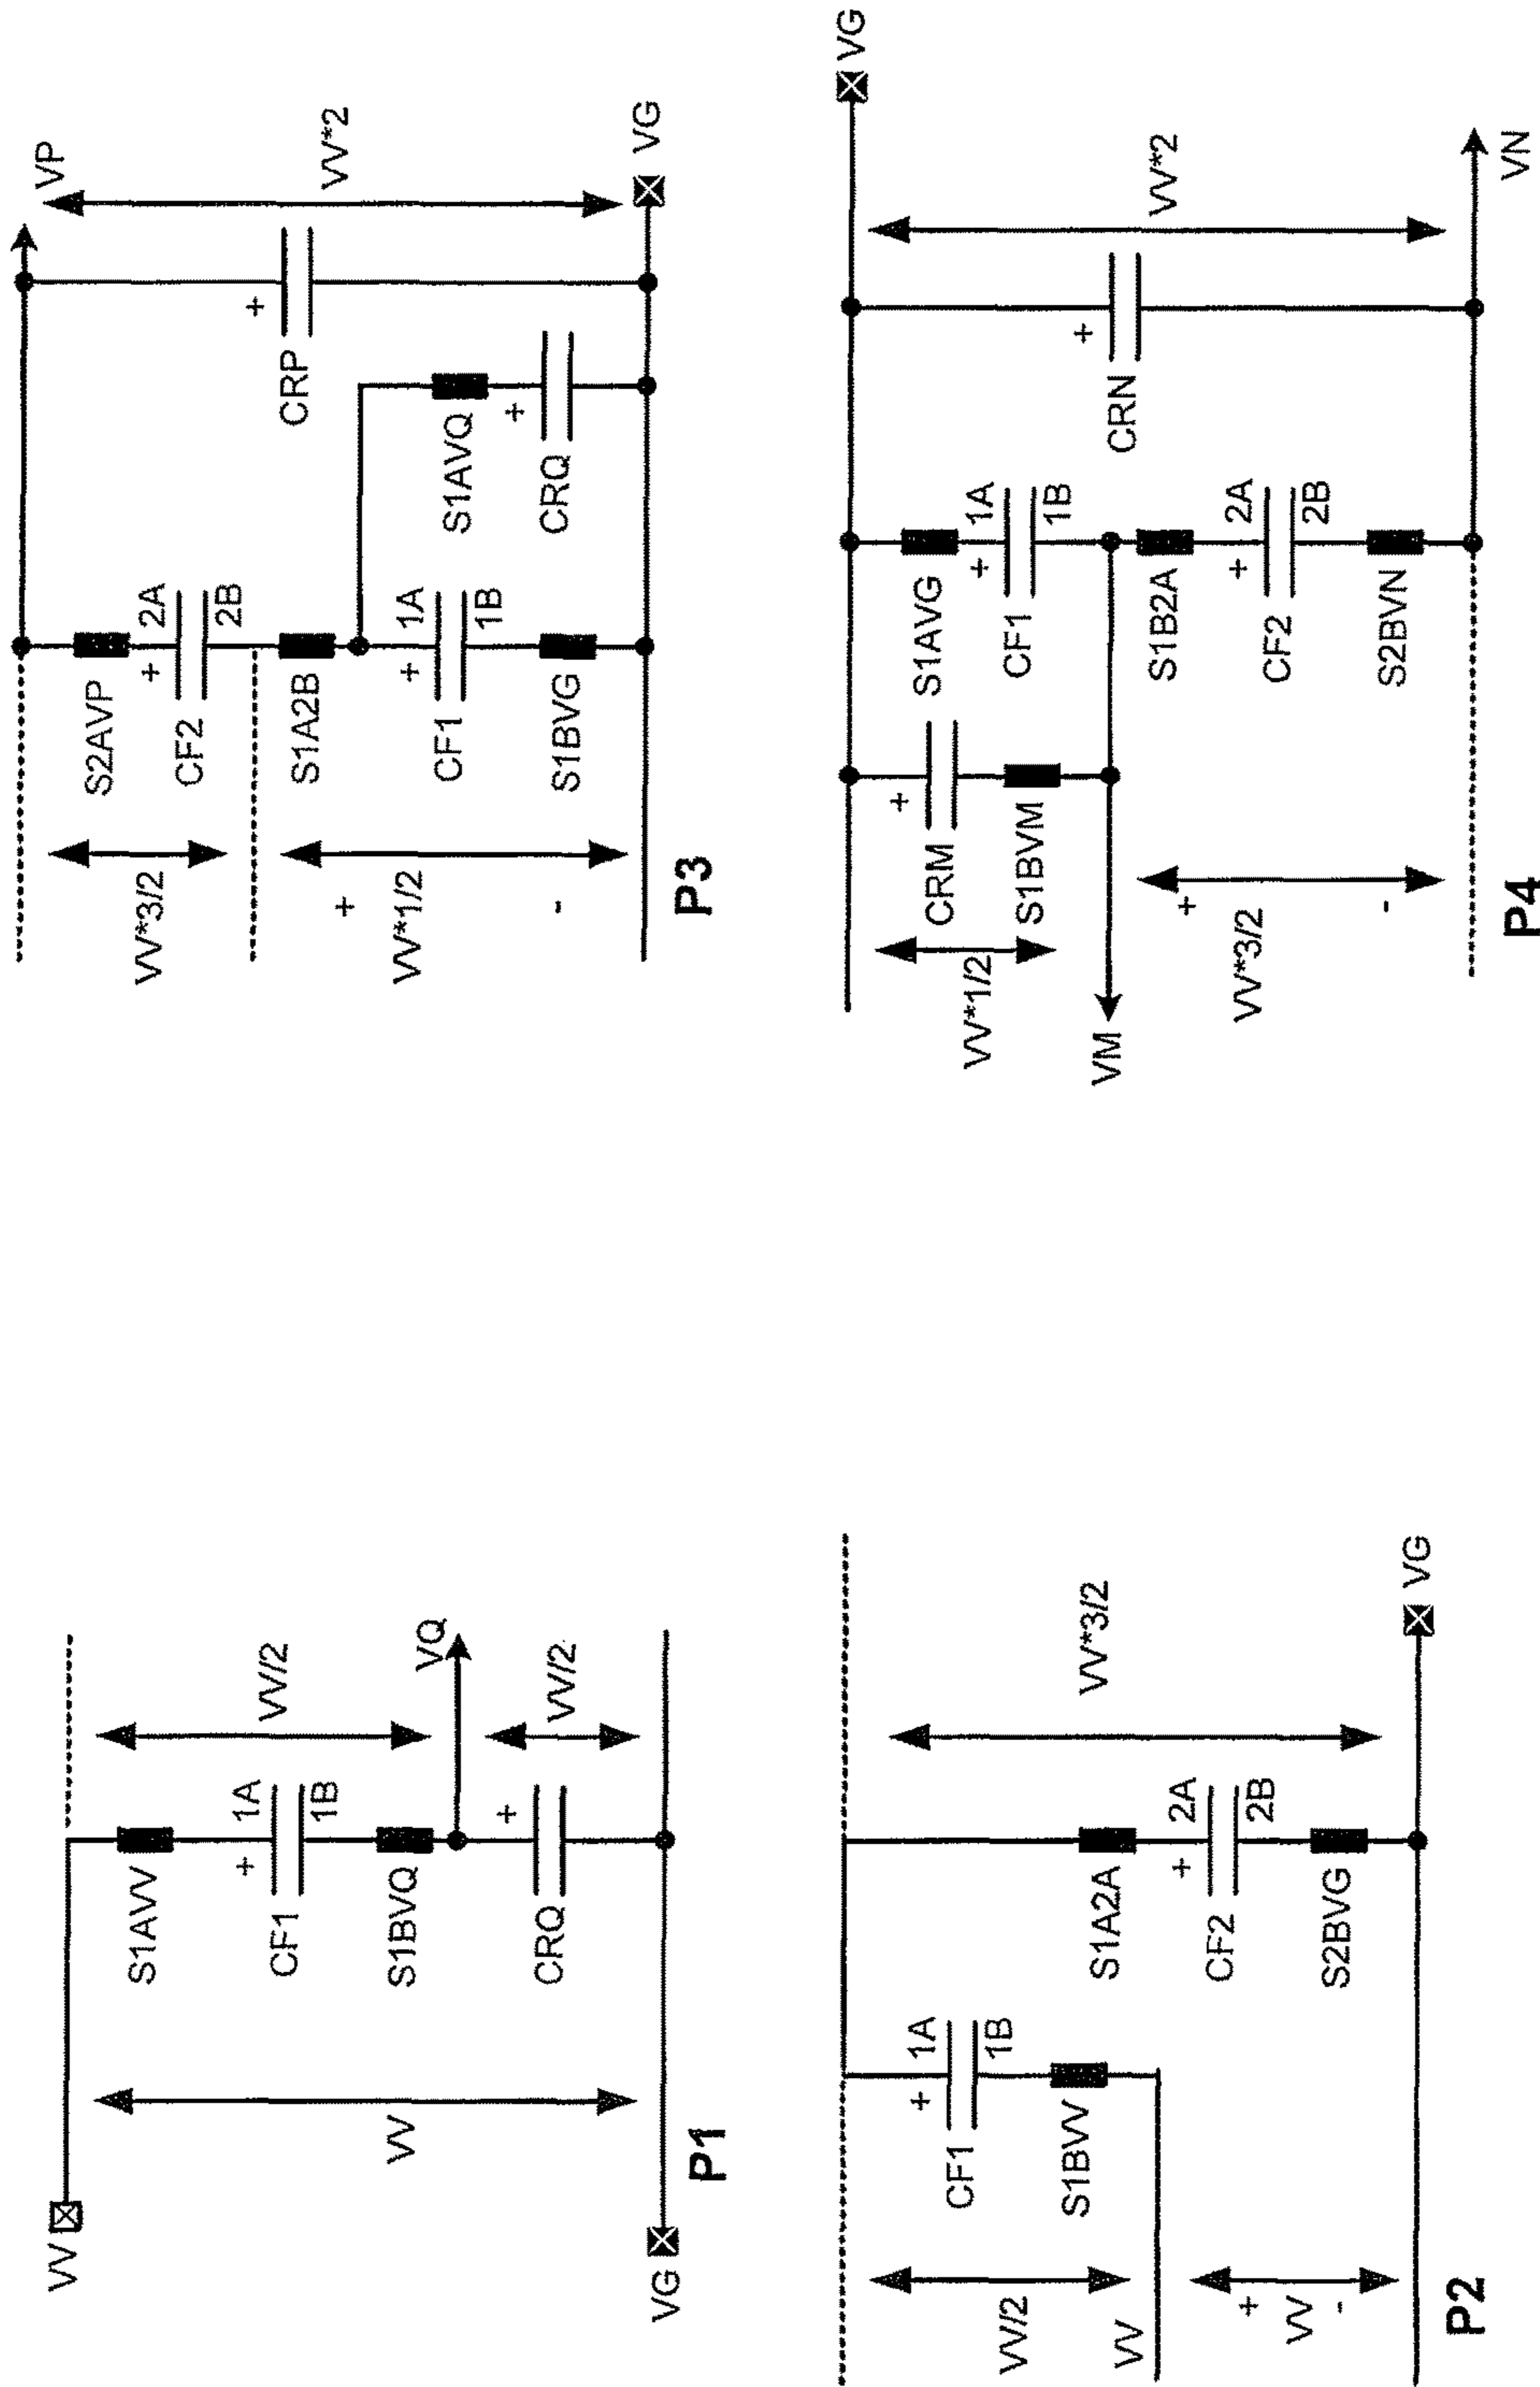 VV
VV
S1AVV
+
1A
CF1
1B
S1BVQ
VV/2
VQ
+
CRQ
VV/2
VG
P1
VV/2
VV
+
VV
-
+
1A
CF1
1B
S1BVV
S1A2A
+
2A
CF2
2B
S2BVG
VV*3/2
VG
P2
VV*3/2
+
VV*1/2
-
S2AVP
+
2A
CF2
2B
S1A2B
+
1A
CF1
1B
S1BVG
S1AVQ
+
CRQ
+
CRP
VP
VV*2
VG
P3
VV*1/2
VM
+
VV*3/2
-
+
CRM
S1BVM
S1AVG
+
1A
CF1
1B
S1B2A
+
2A
CF2
2B
S2BVN
+
CRN
VV*2
VG
VN
P4